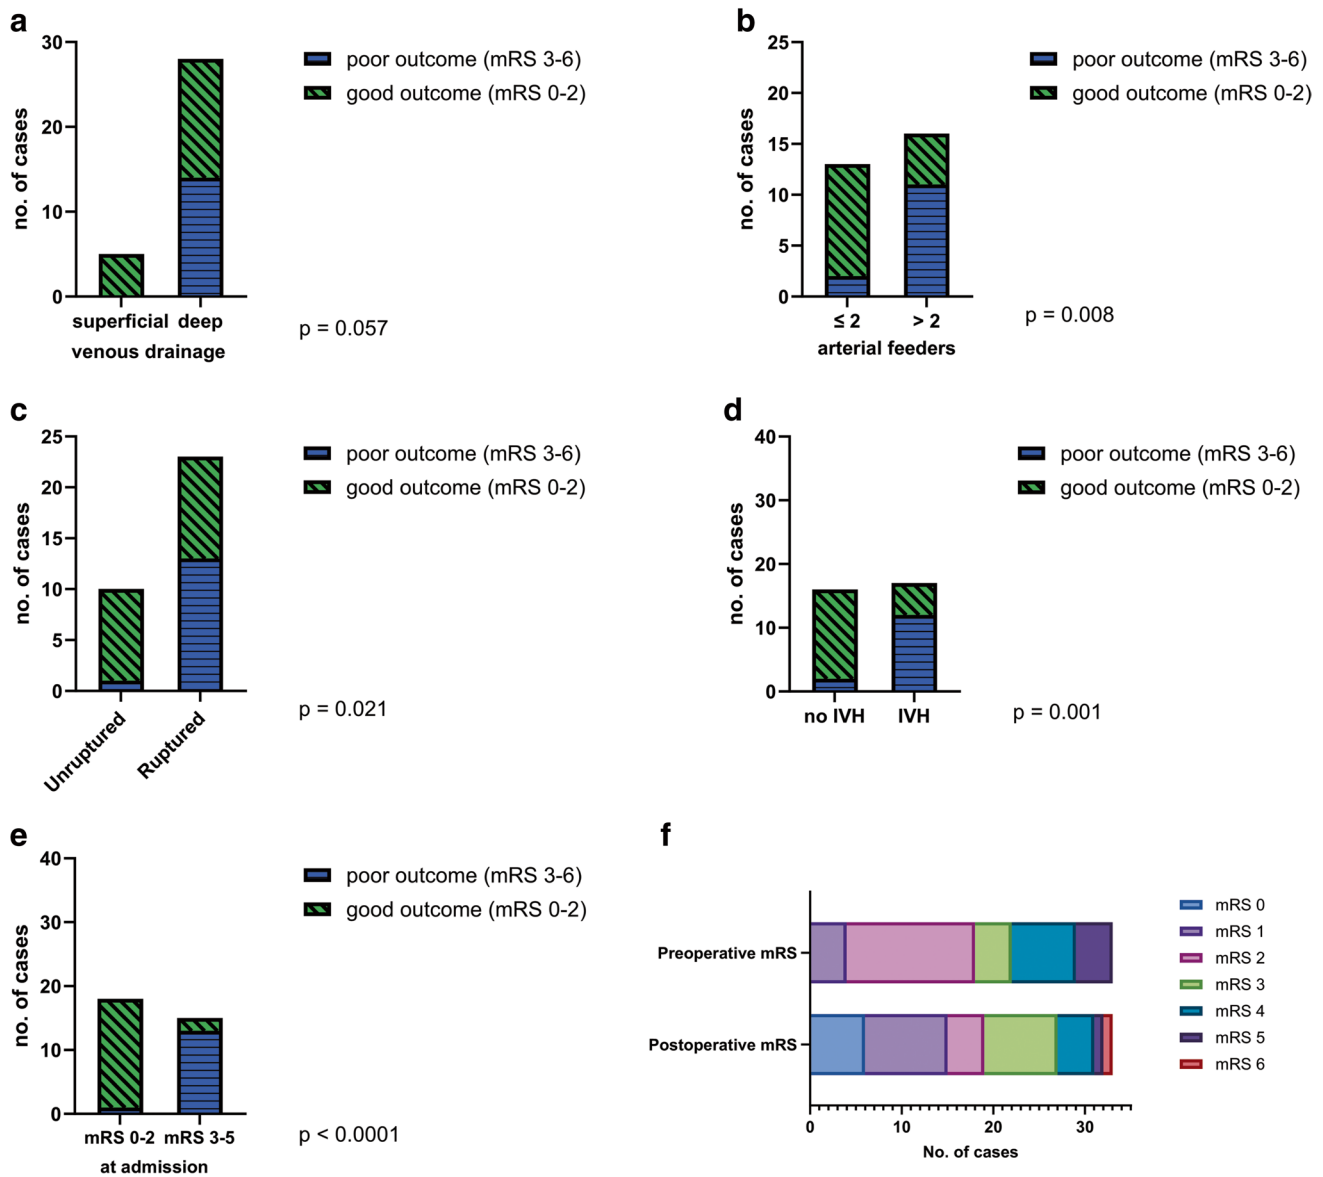 a
30
20
10
0
no. of cases
superficial deep
venous drainage
poor outcome (mRS 3-6)
good outcome (mRS 0-2)
p = 0.057
b
25
20
15
10
5
0
no. of cases
≤ 2 > 2
arterial feeders
poor outcome (mRS 3-6)
good outcome (mRS 0-2)
p = 0.008
c
25
20
15
10
5
0
no. of cases
Unruptured
Ruptured
poor outcome (mRS 3-6)
good outcome (mRS 0-2)
p = 0.021
d
40
30
20
10
0
no. of cases
no IVH IVH
poor outcome (mRS 3-6)
good outcome (mRS 0-2)
p = 0.001
e
40
30
20
10
0
no. of cases
mRS 0-2 mRS 3-5
at admission
poor outcome (mRS 3-6)
good outcome (mRS 0-2)
p < 0.0001
f
Preoperative mRS
Postoperative mRS
0 10 20 30
No. of cases
mRS 0
mRS 1
mRS 2
mRS 3
mRS 4
mRS 5
mRS 6